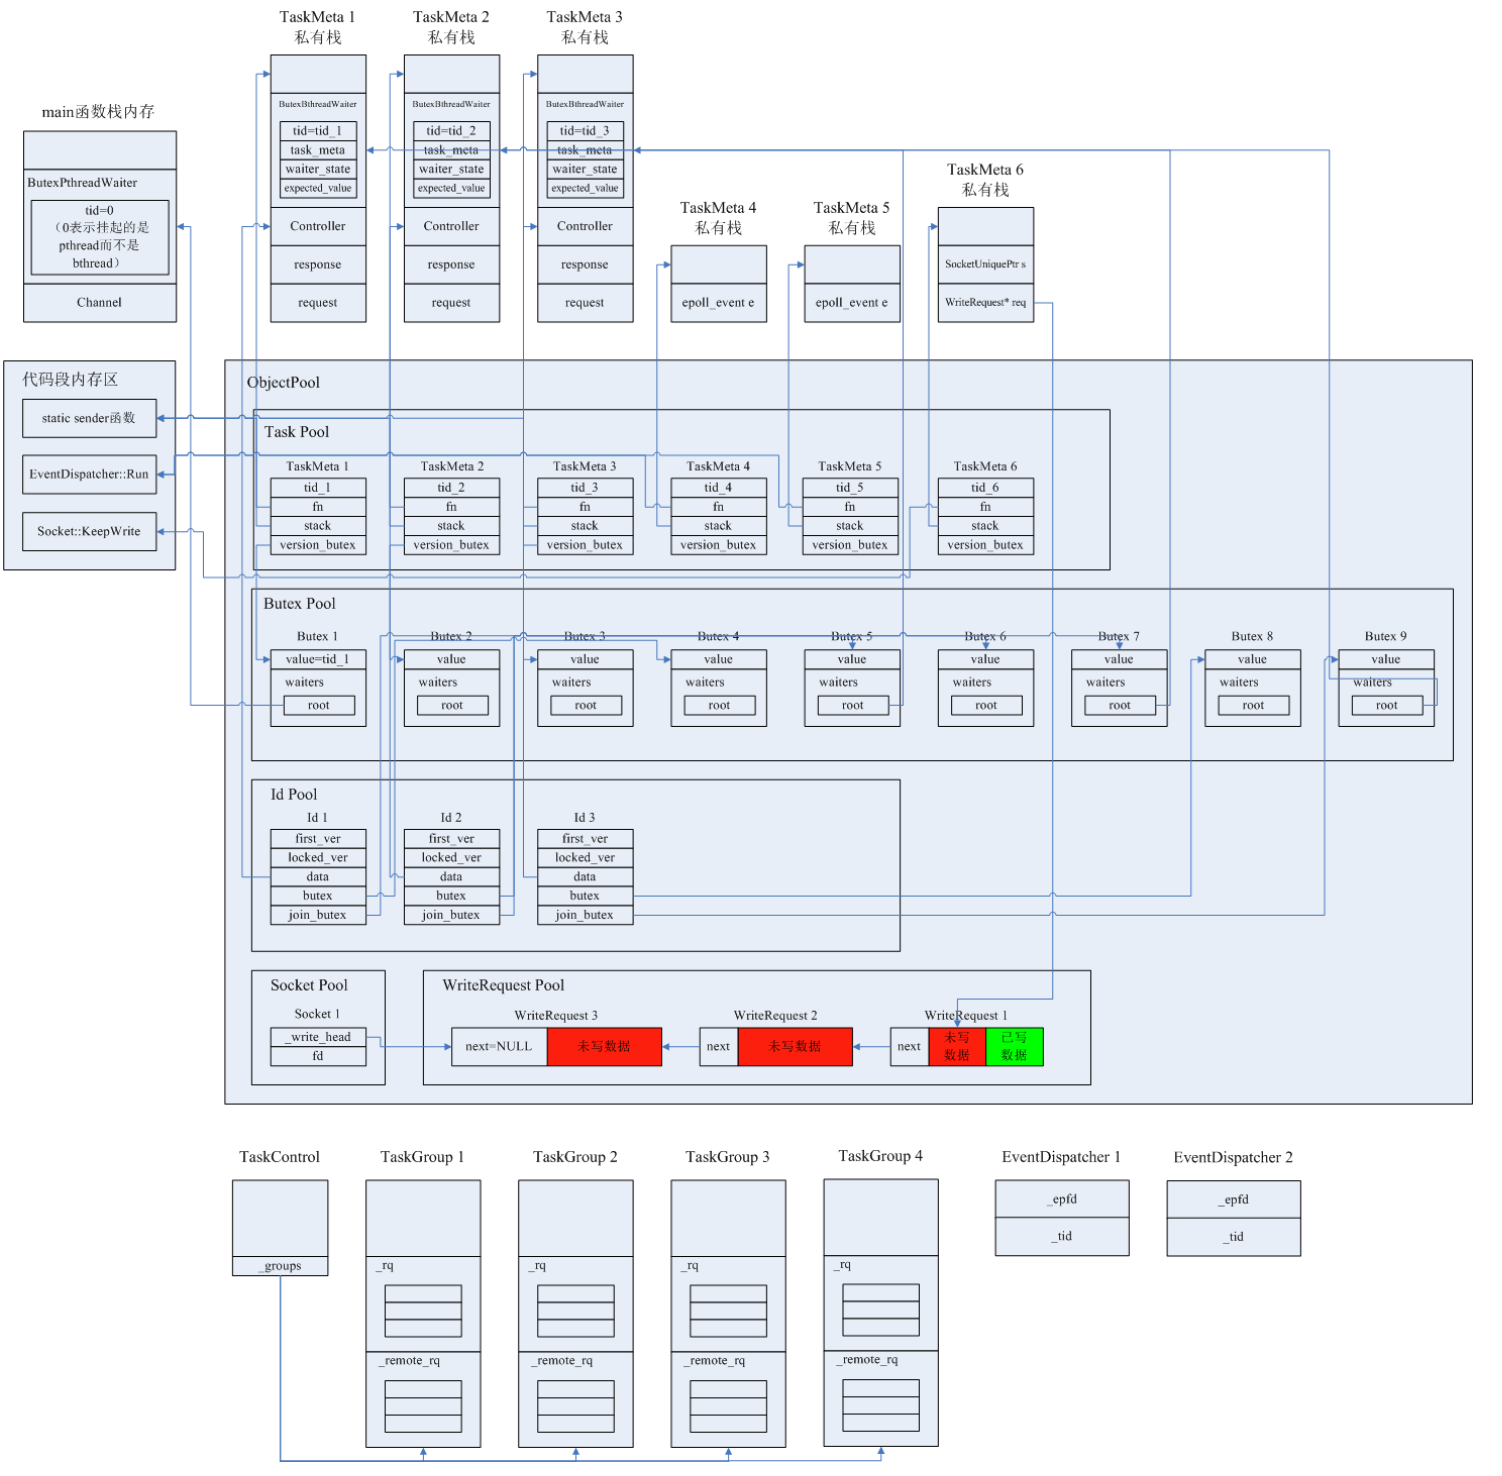 TaskMeta 1
私有栈
TaskMeta 2
私有栈
TaskMeta 3
私有栈
main函数栈内存
ButexPthreadWaiter
tid=0
（0表示挂起的是
pthread而不是
bthread）
Channel
ButexBthreadWaiter
tid=tid_1
task_meta
waiter_state
expected_value
Controller
response
request
ButexBthreadWaiter
tid=tid_2
task_meta
waiter_state
expected_value
Controller
response
request
ButexBthreadWaiter
tid=tid_3
task_meta
waiter_state
expected_value
Controller
response
request
TaskMeta 4
私有栈
epoll_event e
TaskMeta 5
私有栈
epoll_event e
TaskMeta 6
私有栈
SocketUniquePtr s
WriteRequest* req
代码段内存区
static sender函数
EventDispatcher::Run
Socket::KeepWrite
ObjectPool
Task Pool
TaskMeta 1
tid_1
fn
stack
version_butex
TaskMeta 2
tid_2
fn
stack
version_butex
TaskMeta 3
tid_3
fn
stack
version_butex
TaskMeta 4
tid_4
fn
stack
version_butex
TaskMeta 5
tid_5
fn
stack
version_butex
TaskMeta 6
tid_6
fn
stack
version_butex
Butex Pool
Butex 1
value=tid_1
waiters
root
Butex 2
value
waiters
root
Butex 3
value
waiters
root
Butex 4
value
waiters
root
Butex 5
value
waiters
root
Butex 6
value
waiters
root
Butex 7
value
waiters
root
Butex 8
value
waiters
root
Butex 9
value
waiters
root
Id Pool
Id 1
first_ver
locked_ver
data
butex
join_butex
Id 2
first_ver
locked_ver
data
butex
join_butex
Id 3
first_ver
locked_ver
data
butex
join_butex
Socket Pool
Socket 1
_write_head
fd
WriteRequest Pool
WriteRequest 3
next=NULL
未写数据
WriteRequest 2
next
未写数据
WriteRequest 1
next
未写
数据
已写
数据
TaskControl
_groups
TaskGroup 1
_rq
_remote_rq
TaskGroup 2
_rq
_remote_rq
TaskGroup 3
_rq
_remote_rq
TaskGroup 4
_rq
_remote_rq
EventDispatcher 1
_epfd
_tid
EventDispatcher 2
_epfd
_tid